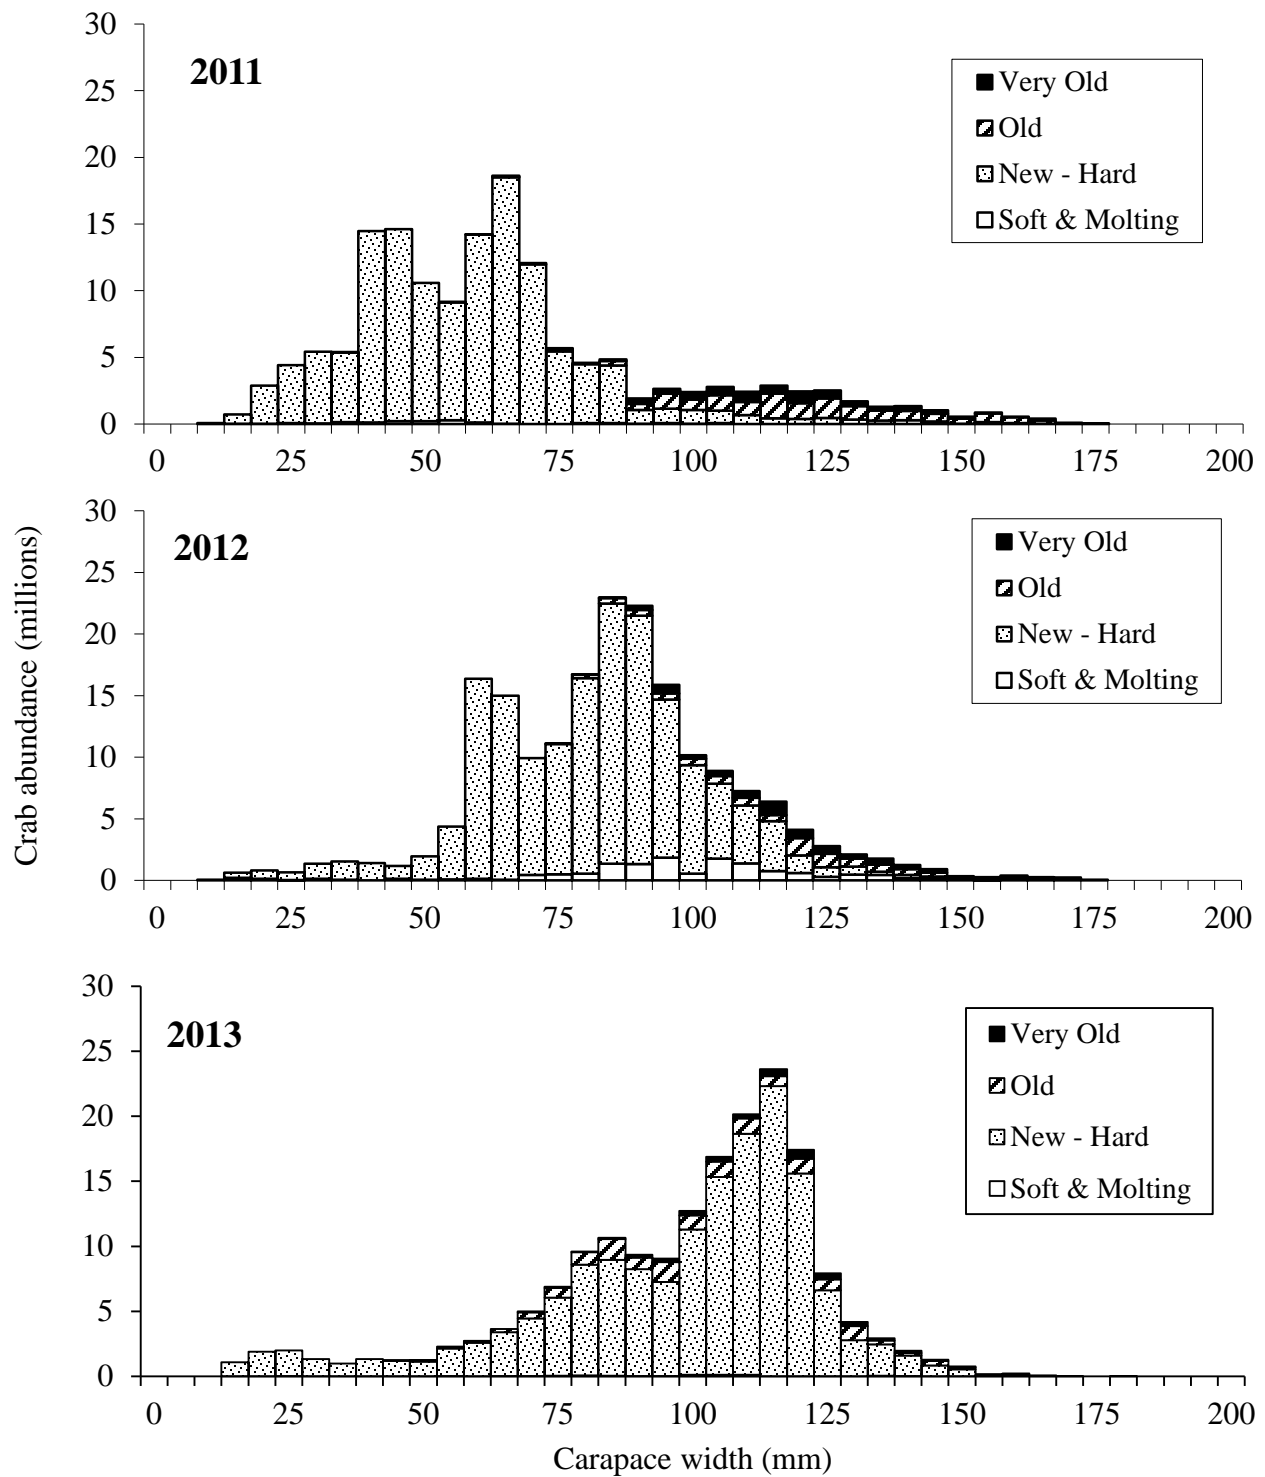 30
25
20
15
10
5
0
2011
Very Old
Old
New - Hard
Soft & Molting
0 25 50 75 100 125 150 175 200
Crab abundance (millions)
30
25
20
15
10
5
0
2012
Very Old
Old
New - Hard
Soft & Molting
0 25 50 75 100 125 150 175 200
30
25
20
15
10
5
0
2013
Very Old
Old
New - Hard
Soft & Molting
0 25 50 75 100 125 150 175 200
Carapace width (mm)